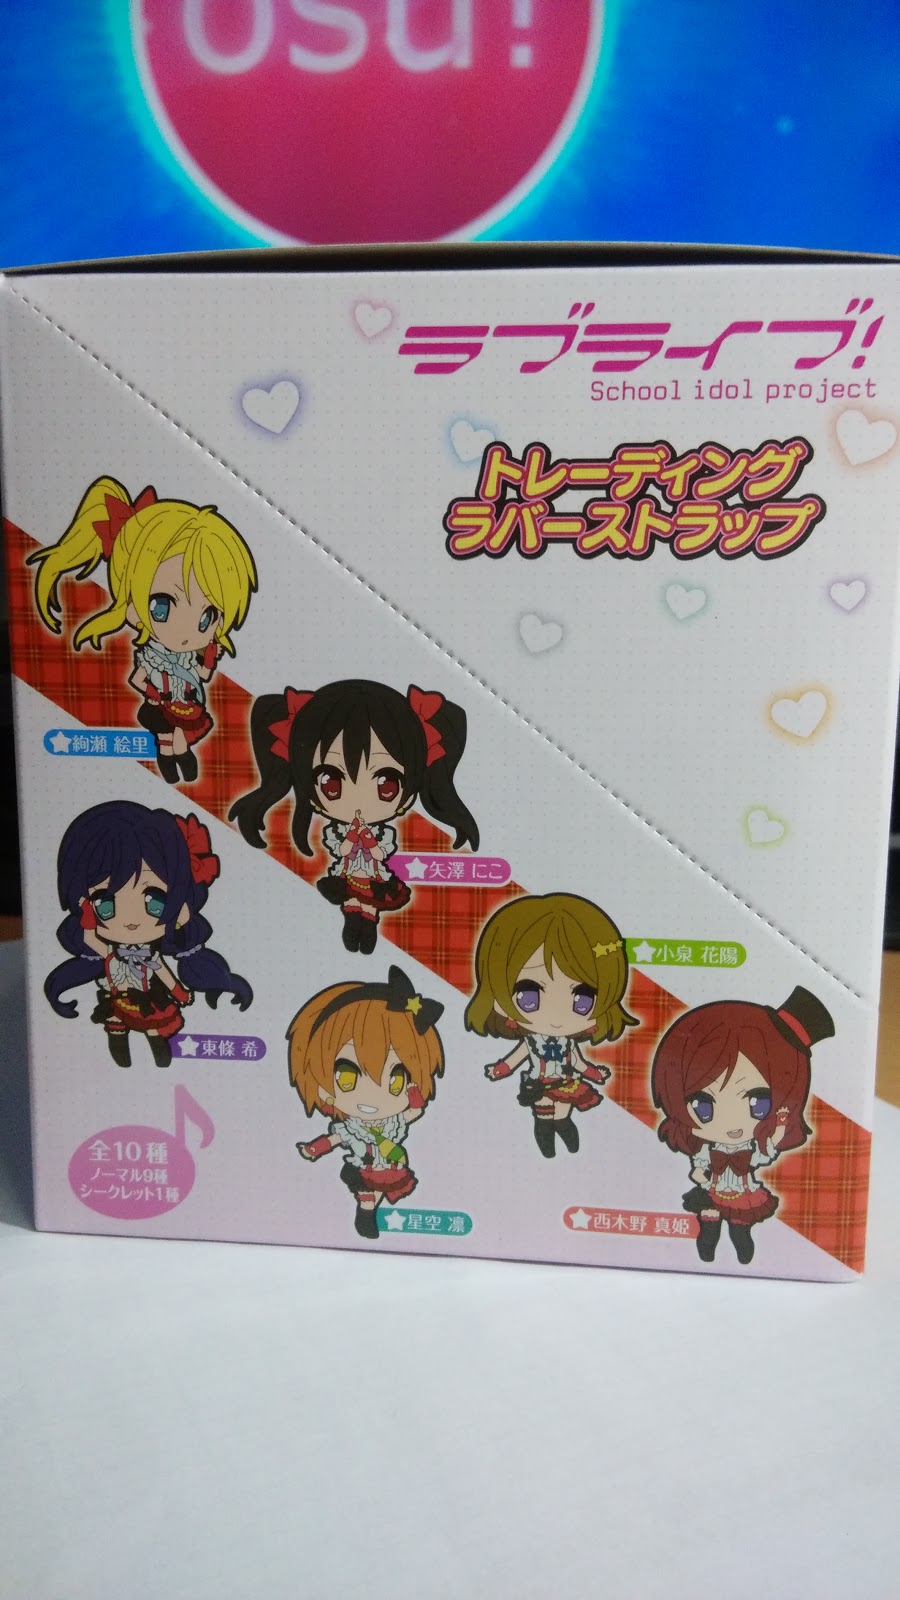 osu!
ラブライブ!
School idol project
トレーディング
ラバーストラップ
絢瀬 絵里
矢澤 にこ
小泉 花陽
東條 希
星空 凛
西木野 真姫
全10種
ノーマル9種
シークレット1種